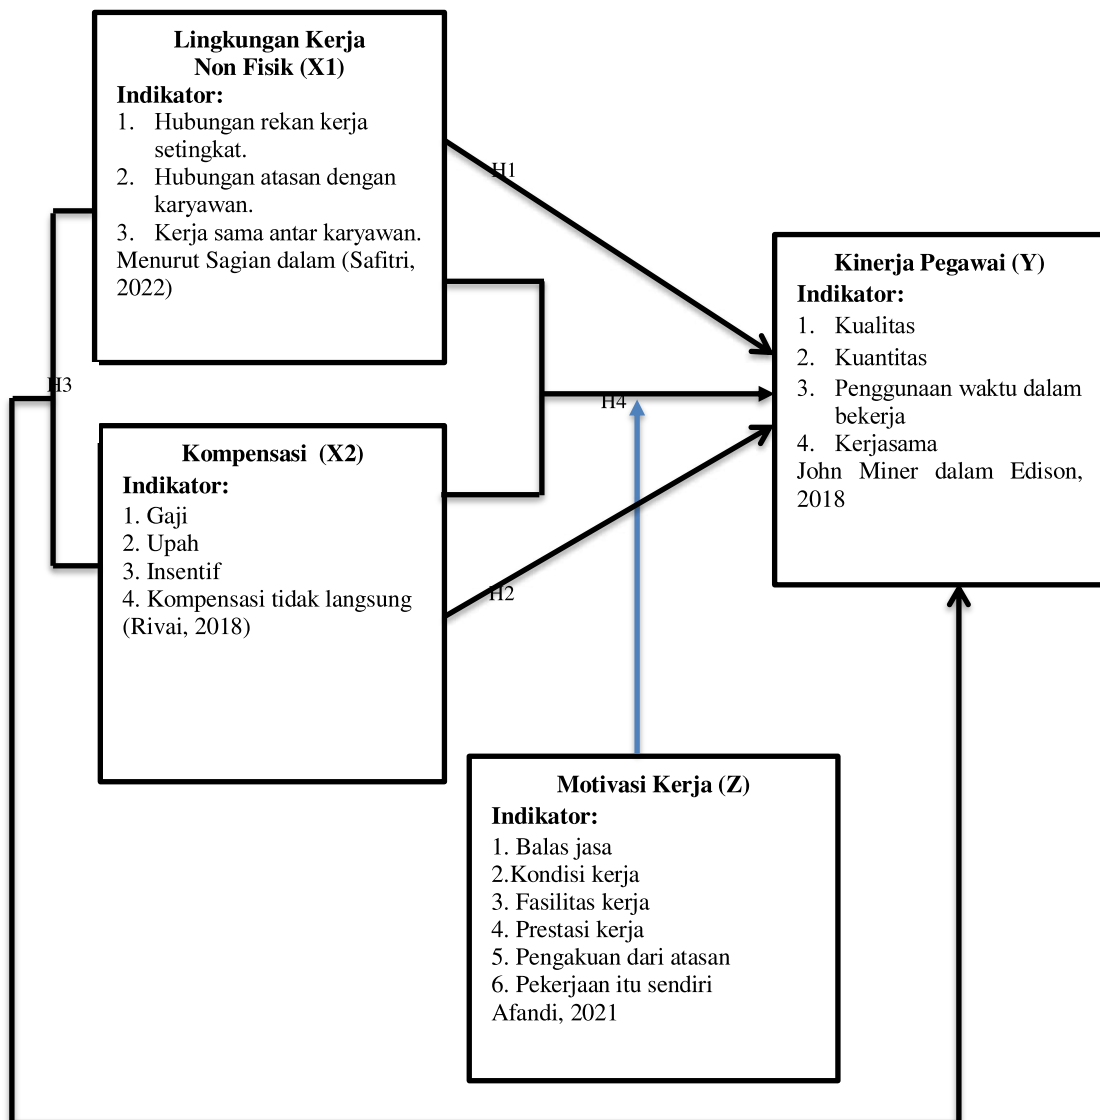 Lingkungan Kerja
Non Fisik (X1)
Indikator:
1. Hubungan rekan kerja
setingkat.
2. Hubungan atasan dengan
karyawan.
3. Kerja sama antar karyawan.
Menurut Sagian dalam (Safitri,
2022)
H1
Kinerja Pegawai (Y)
Indikator:
1. Kualitas
2. Kuantitas
3. Penggunaan waktu dalam
bekerja
4. Kerjasama
John Miner dalam Edison,
2018
H3
H4
Kompensasi (X2)
Indikator:
1. Gaji
2. Upah
3. Insentif
4. Kompensasi tidak langsung
(Rivai, 2018)
H2
Motivasi Kerja (Z)
Indikator:
1. Balas jasa
2.Kondisi kerja
3. Fasilitas kerja
4. Prestasi kerja
5. Pengakuan dari atasan
6. Pekerjaan itu sendiri
Afandi, 2021